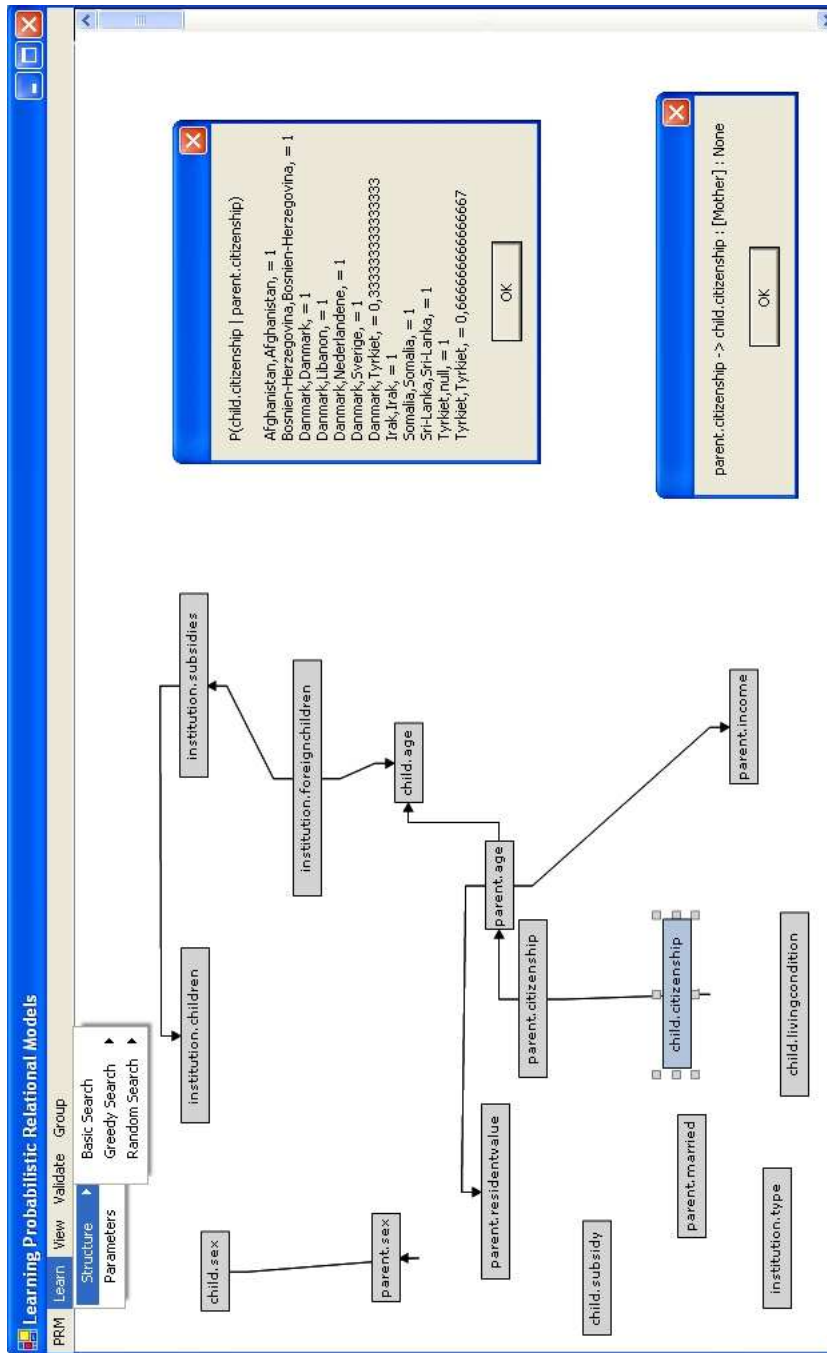 Learning Probabilistic Relational Models
PRM Learn View Validate Group
Structure
Parameters
Basic Search
Greedy Search
Random Search
child.sex
institution.children
institution.subsidies
institution.foreignchildren
parent.sex
child.age
parent.residentvalue
parent.age
parent.citizenship
child.subsidy
child.citizenship
parent.married
parent.income
institution.type
child.livingcondition
P(child.citizenship | parent.citizenship)
Afghanistan,Afghanistan, = 1
Bosnien-Herzegovina,Bosnien-Herzegovina, = 1
Danmark,Danmark, = 1
Danmark,Libanon, = 1
Danmark,Nederlandene, = 1
Danmark,Sverige, = 1
Danmark,Tyrkiet, = 0,333333333333333
Irak,Irak, = 1
Somalia,Somalia, = 1
Sri-Lanka,Sri-Lanka, = 1
Tyrkiet,null, = 1
Tyrkiet,Tyrkiet, = 0,666666666666667
OK
parent.citizenship -> child.citizenship : [Mother] : None
OK